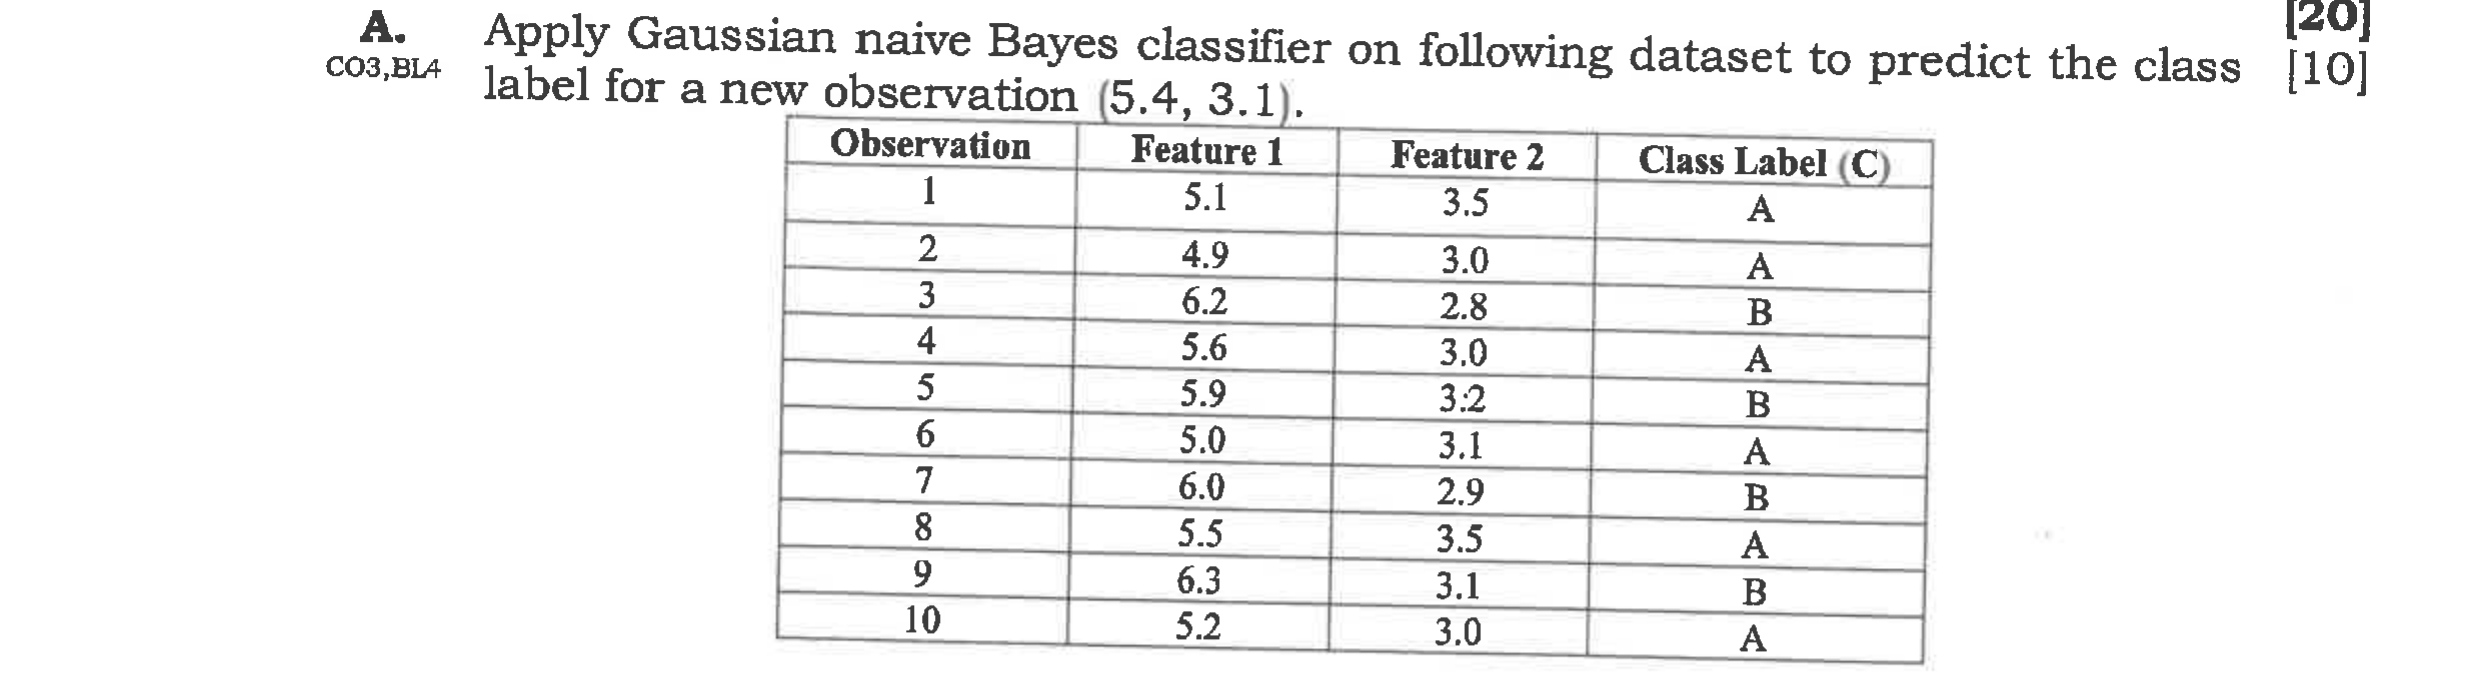 A. Apply Gaussian naive Bayes classifier on following dataset to predict the class [20]
CO3,BL4 label for a new observation (5.4, 3.1). [10]
Observation Feature 1 Feature 2 Class Label (C)
1 5.1 3.5 A
2 4.9 3.0 A
3 6.2 2.8 B
4 5.6 3.0 A
5 5.9 3.2 B
6 5.0 3.1 A
7 6.0 2.9 B
8 5.5 3.5 A
9 6.3 3.1 B
10 5.2 3.0 A